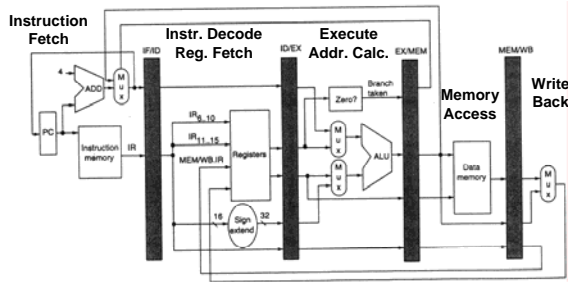 Instruction
Fetch
IF/ID
Instr. Decode
Reg. Fetch
ID/EX
Execute
Addr. Calc.
EX/MEM
MEM/WB
Write
Back
Memory
Access
4
ADD
M
u
x
Branch
taken
Zero?
PC
Instruction
memory
IR
IR6..10
IR11..15
MEM/WB.IR
Registers
M
u
x
M
u
x
ALU
Data
memory
M
u
x
16
Sign
extend
32